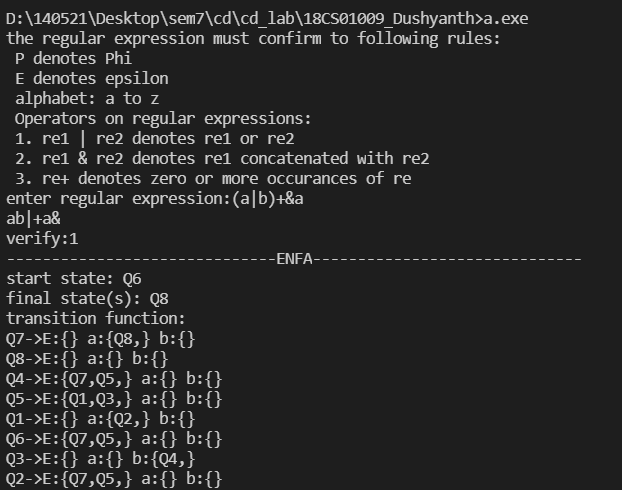 D:\140521\Desktop\sem7\cd\cd_lab\18CS01009_Dushyanth>a.exe
the regular expression must confirm to following rules:
 P denotes Phi
 E denotes epsilon
 alphabet: a to z
 Operators on regular expressions:
 1. re1 | re2 denotes re1 or re2
 2. re1 & re2 denotes re1 concatenated with re2
 3. re+ denotes zero or more occurances of re
enter regular expression:(a|b)+&a
ab|+a&
verify:1
-----------------------------ENFA-----------------------------
start state: Q6
final state(s): Q8
transition function:
Q7->E:{} a:{Q8,} b:{}
Q8->E:{} a:{} b:{}
Q4->E:{Q7,Q5,} a:{} b:{}
Q5->E:{Q1,Q3,} a:{} b:{}
Q1->E:{} a:{Q2,} b:{}
Q6->E:{Q7,Q5,} a:{} b:{}
Q3->E:{} a:{} b:{Q4,}
Q2->E:{Q7,Q5,} a:{} b:{}